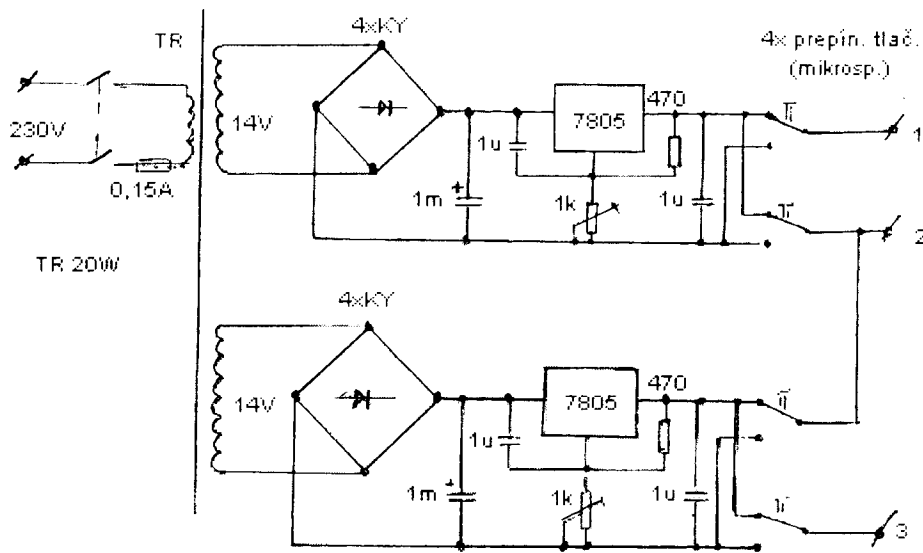 TR
4xKY
4x prepin. tlač.
(mikrosp.)
230V
14V
7805
470
1
1u
0,15A
1m
+
1k
1u
2
TR 20W
4xKY
14V
7805
470
1u
1m
+
1k
1u
3